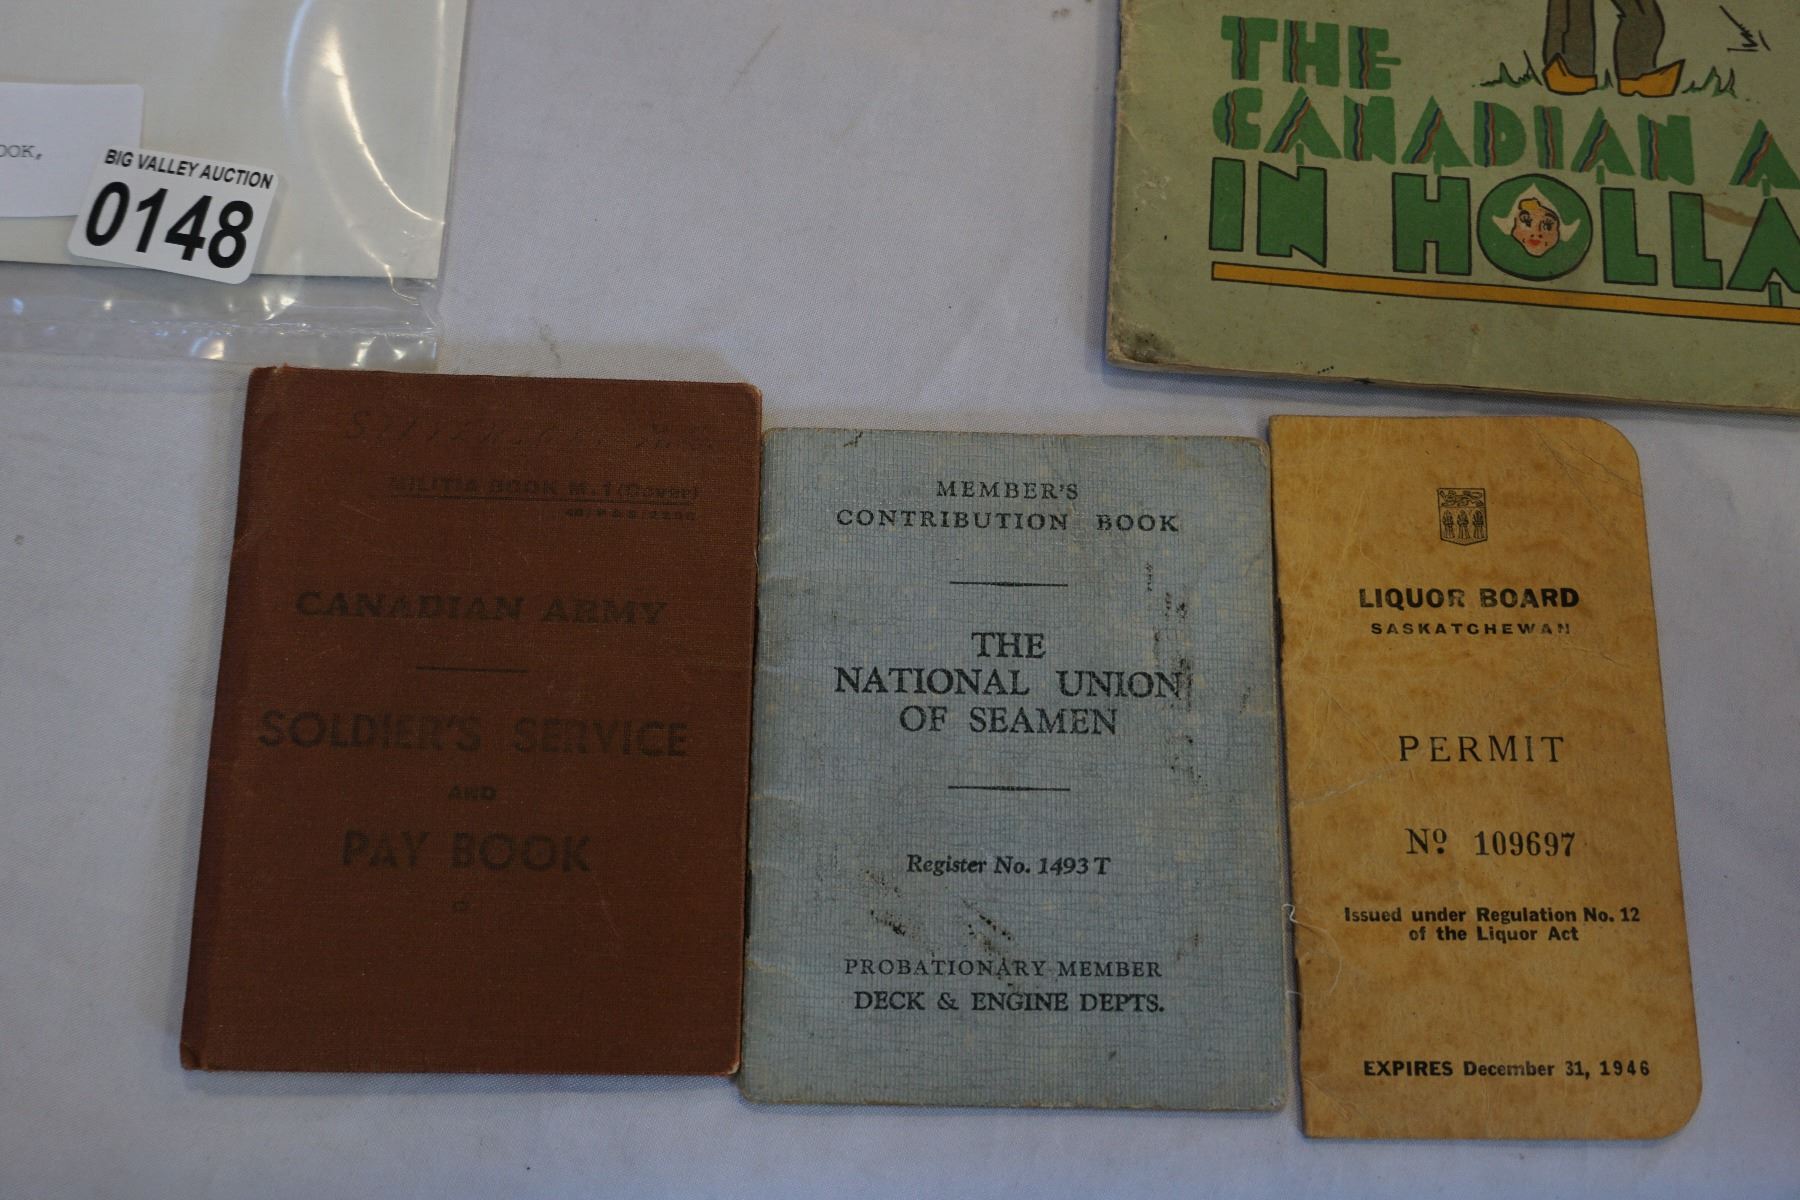 BIG VALLEY AUCTION
0148
THE
CANADIAN
IN HOLLA
MILITIA BOOK M.1 (Cover)
CANADIAN ARMY
SOLDIER'S SERVICE
AND
PAY BOOK
MEMBER'S
CONTRIBUTION BOOK
THE
NATIONAL UNION
OF SEAMEN
Register No. 1493 T
PROBATIONARY MEMBER
DECK & ENGINE DEPTS.
LIQUOR BOARD
SASKATCHEWAN
PERMIT
Nº 109697
Issued under Regulation No. 12
of the Liquor Act
EXPIRES December 31, 1946